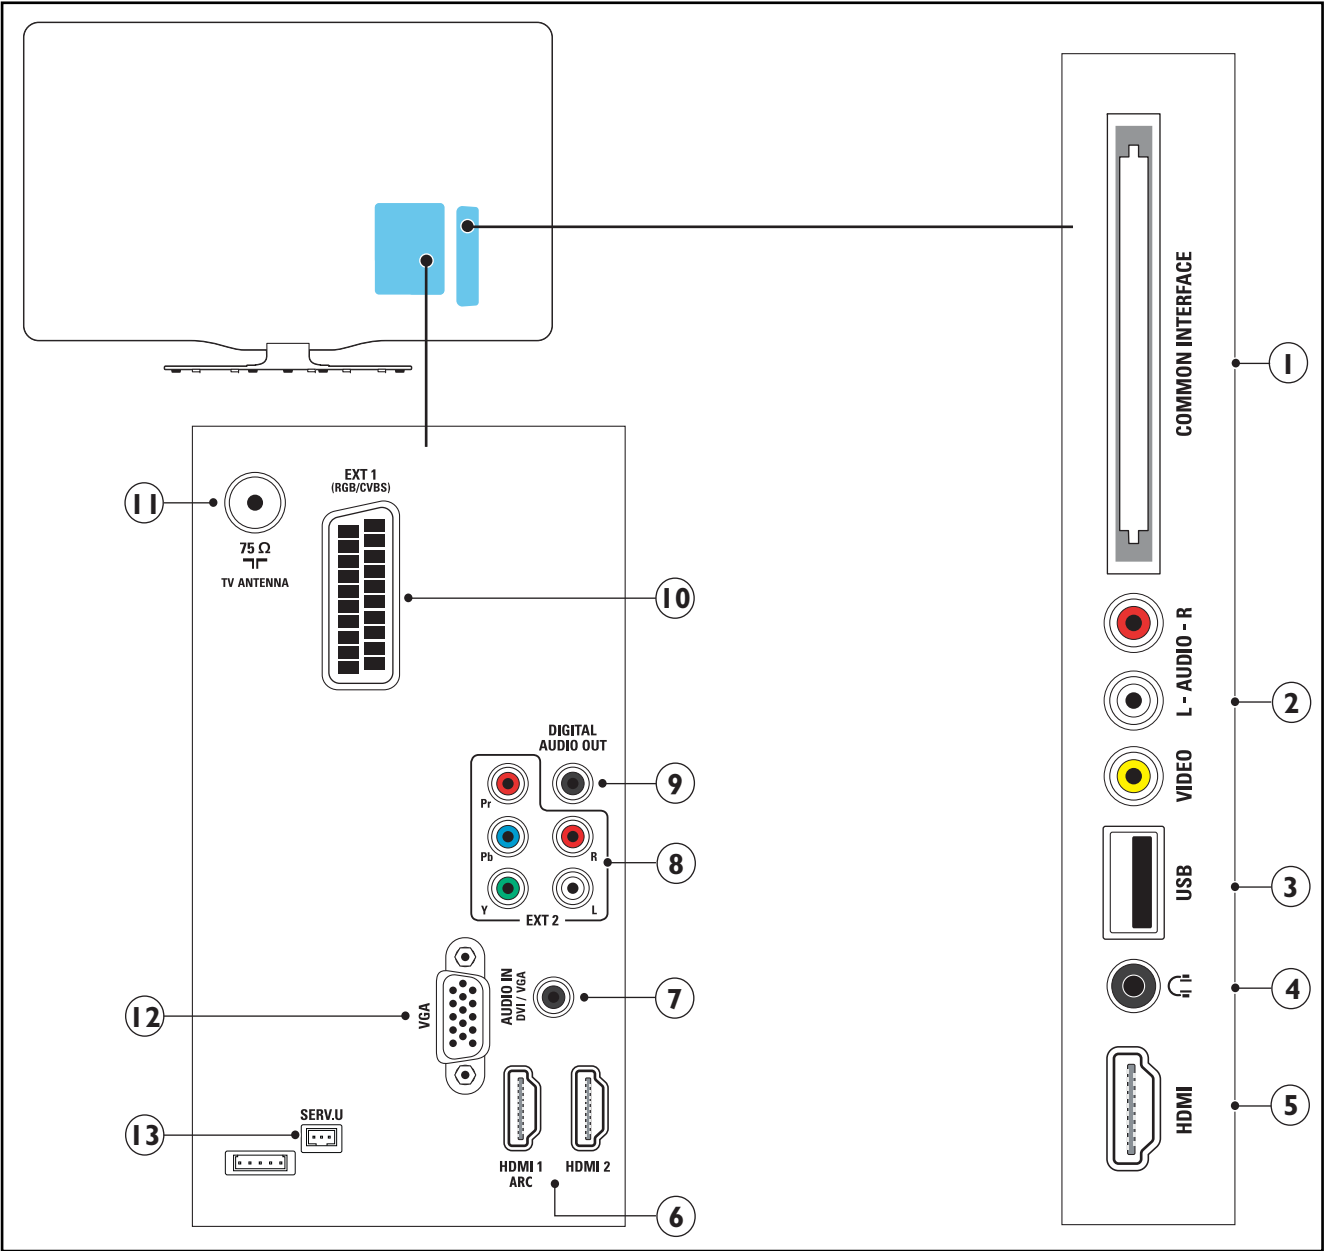 COMMON INTERFACE
1
L - AUDIO - R
2
VIDEO
USB
3
4
HDMI
5
11
75 Ω
TV ANTENNA
EXT 1
(RGB/CVBS)
10
DIGITAL
AUDIO OUT
9
Pr
Pb
R
8
Y
L
EXT 2
VGA
12
AUDIO IN
DVI / VGA
7
SERV.U
13
HDMI 1
ARC
HDMI 2
6